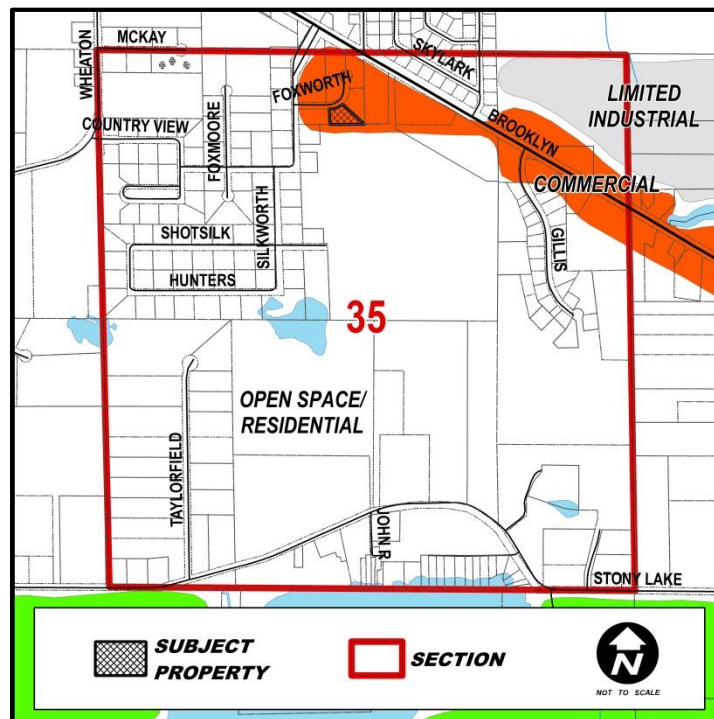 MCKAY
WHEATON
SKYLARK
FOXWORTH
LIMITED
INDUSTRIAL
COUNTRY VIEW
FOXMOORE
BROOKLYN
COMMERCIAL
SILKWORTH
SHOTSILK
GILLIS
HUNTERS
35
OPEN SPACE/
RESIDENTIAL
TAYLORFIELD
JOHN R
STONY LAKE
SUBJECT
PROPERTY
SECTION
N
NOT TO SCALE